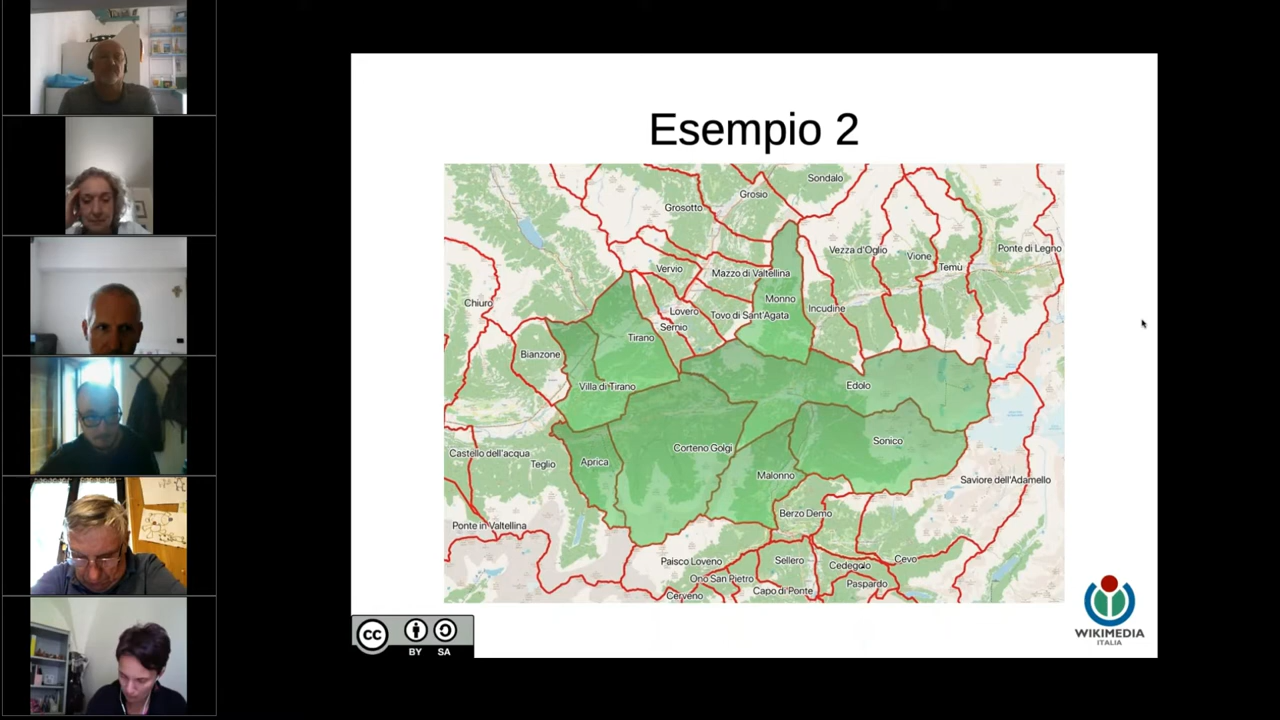 Esempio 2
Sondalo
Grosio
Grosotto
Vezza d'Oglio
Ponte di Legno
Vione
Temù
Vervio
Mazzo di Valtellina
Chiuro
Monno
Lovero
Tovo di Sant'Agata
Incudine
Sernio
Tirano
Bianzone
Villa di Tirano
Edolo
Corteno Golgi
Sonico
Castello dell'acqua
Teglio
Aprica
Malonno
Saviore dell'Adamello
Berzo Demo
Ponte in Valtellina
Paisco Loveno
Sellero
Cedegolo
Cevo
Ono San Pietro
Capo di Ponte
Paspardo
Cerveno
cc
BY SA
WIKIMEDIA
ITALIA